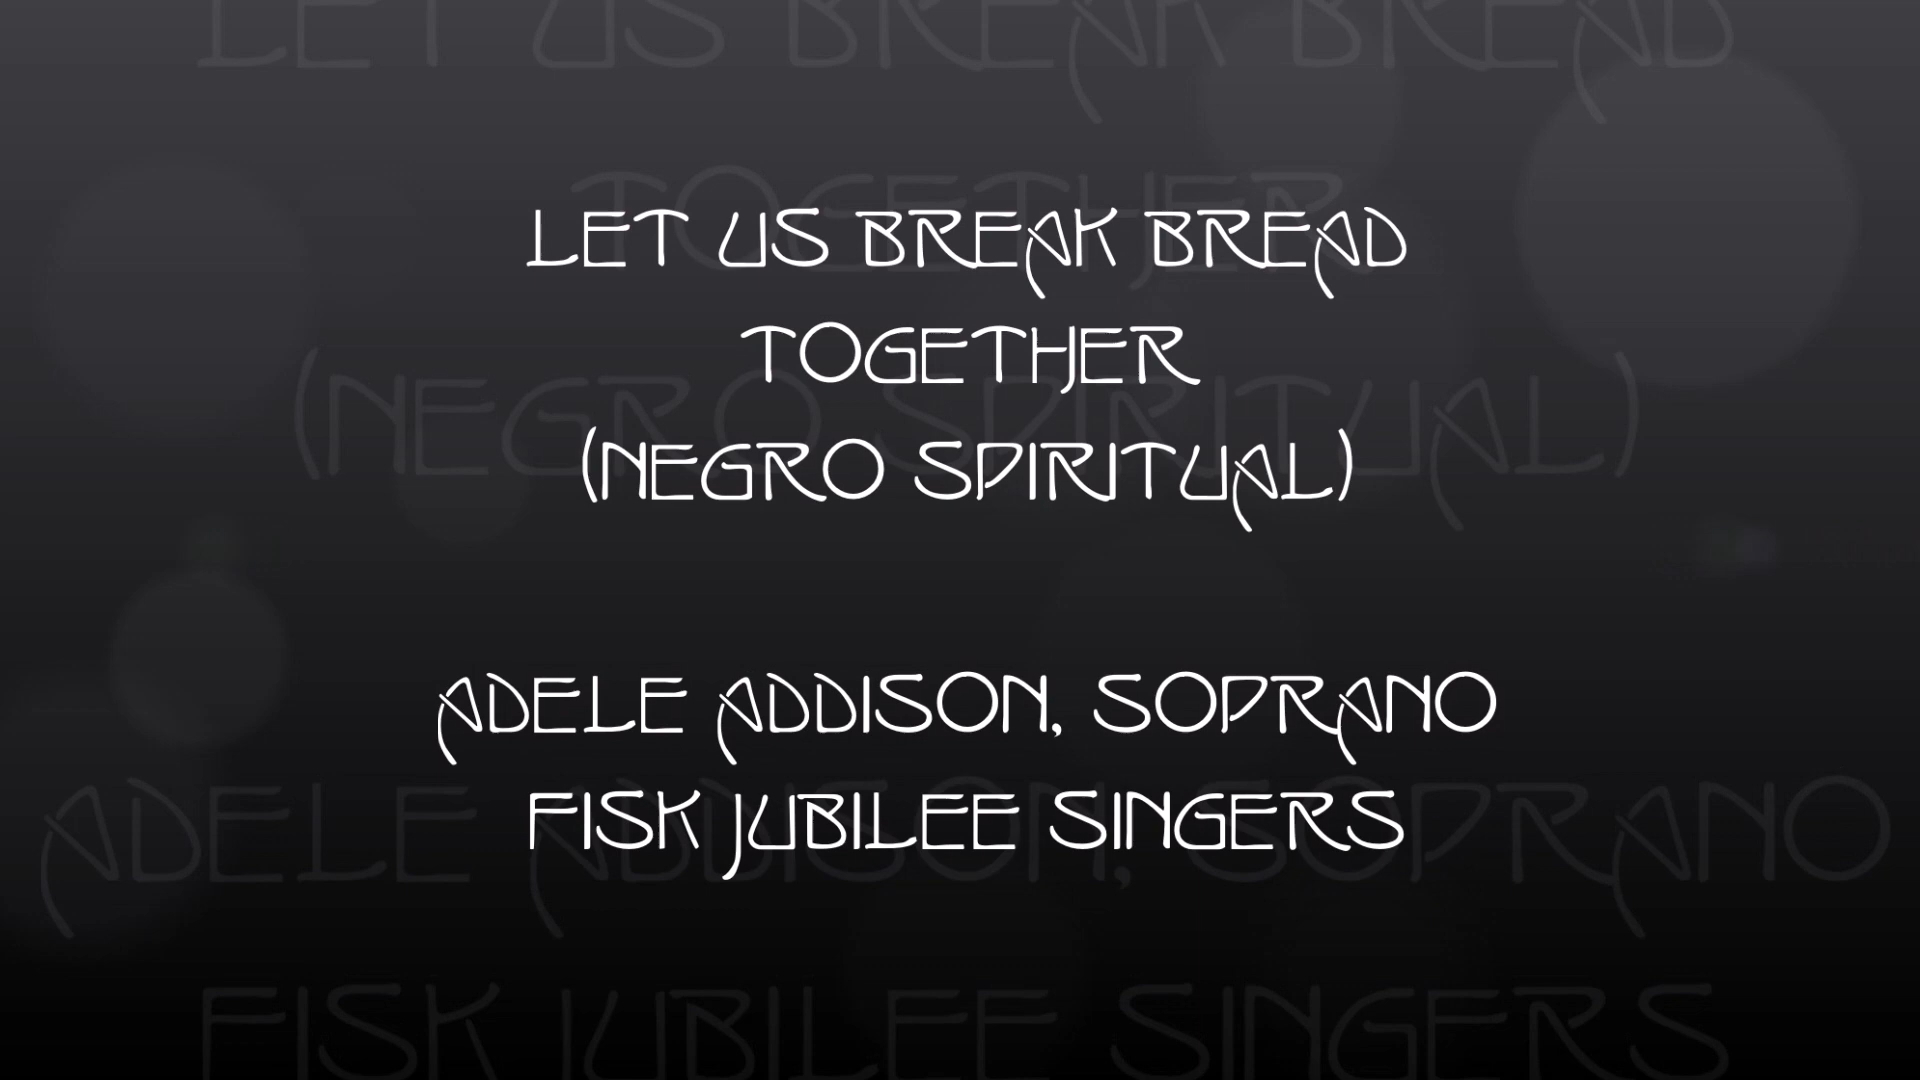 LET US BREAK BREAD
TOGETHER
(NEGRO SPIRITUAL)
ADELE ADDISON, SOPRANO
FISK JUBILEE SINGERS